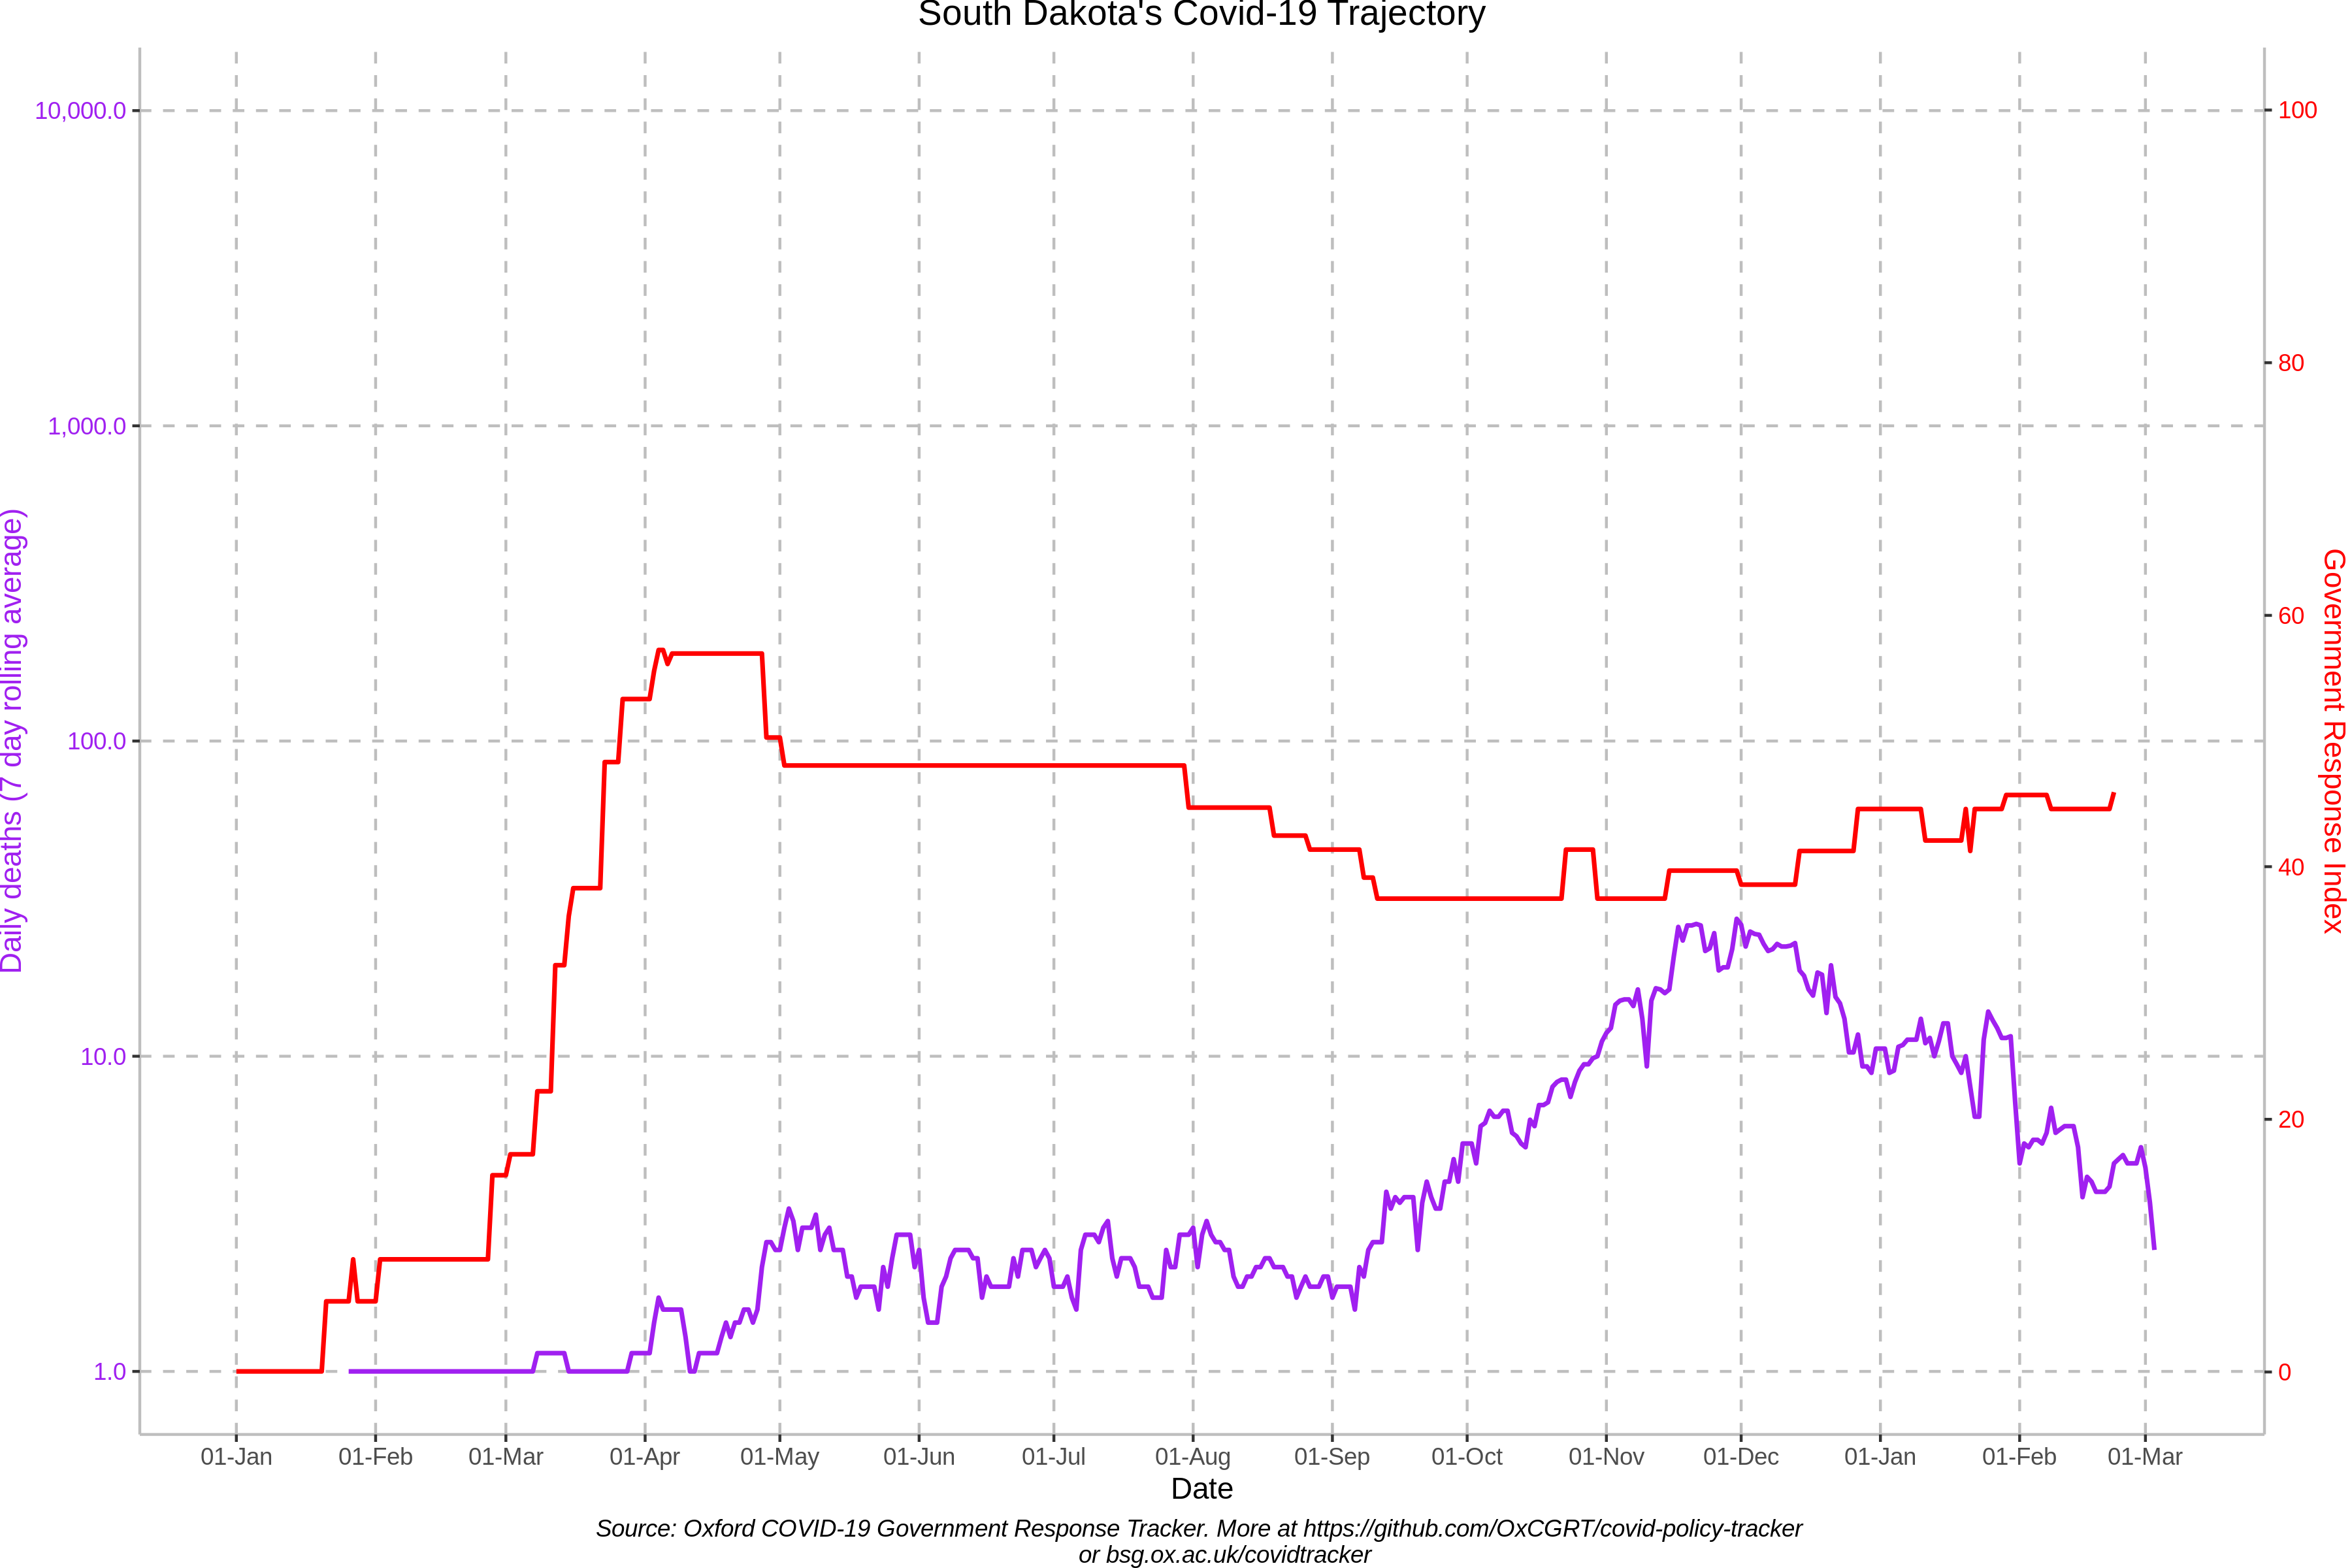 South Dakota's Covid-19 Trajectory
10,000.0
1,000.0
100.0
10.0
1.0
Daily deaths (7 day rolling average)
100
80
60
40
20
0
Government Response Index
01-Jan 01-Feb 01-Mar 01-Apr 01-May 01-Jun 01-Jul 01-Aug 01-Sep 01-Oct 01-Nov 01-Dec 01-Jan 01-Feb 01-Mar
Date
Source: Oxford COVID-19 Government Response Tracker. More at https://github.com/OxCGRT/covid-policy-tracker
or bsg.ox.ac.uk/covidtracker